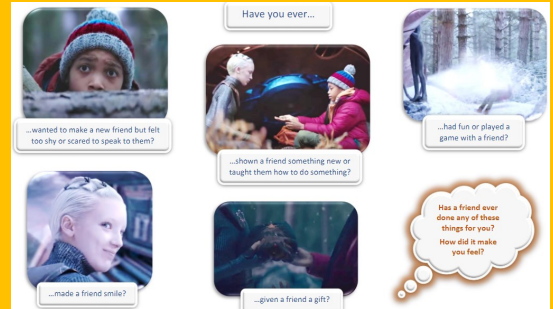 Have you ever...
...wanted to make a new friend but felt
too shy or scared to speak to them?
...shown a friend something new or
taught them how to do something?
...had fun or played a
game with a friend?
...made a friend smile?
...given a friend a gift?
Has a friend ever
done any of these
things for you?
How did it make
you feel?